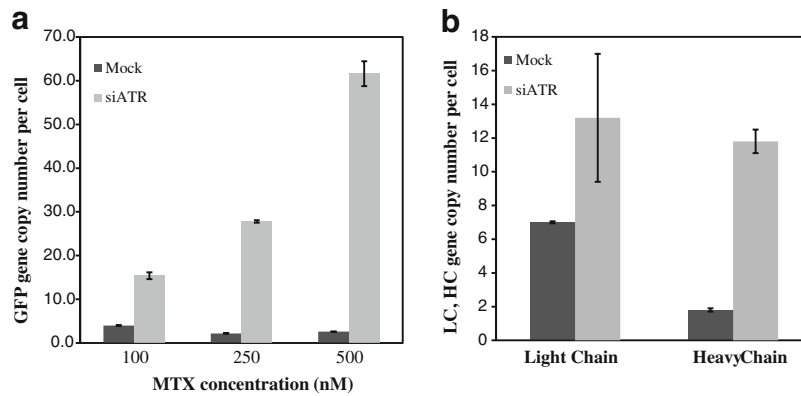 a
GFP gene copy number per cell
70.0
60.0
50.0
40.0
30.0
20.0
10.0
0.0
Mock
siATR
100 250 500
MTX concentration (nM)
b
LC, HC gene copy number per cell
18
16
14
12
10
8
6
4
2
0
Mock
siATR
Light Chain HeavyChain